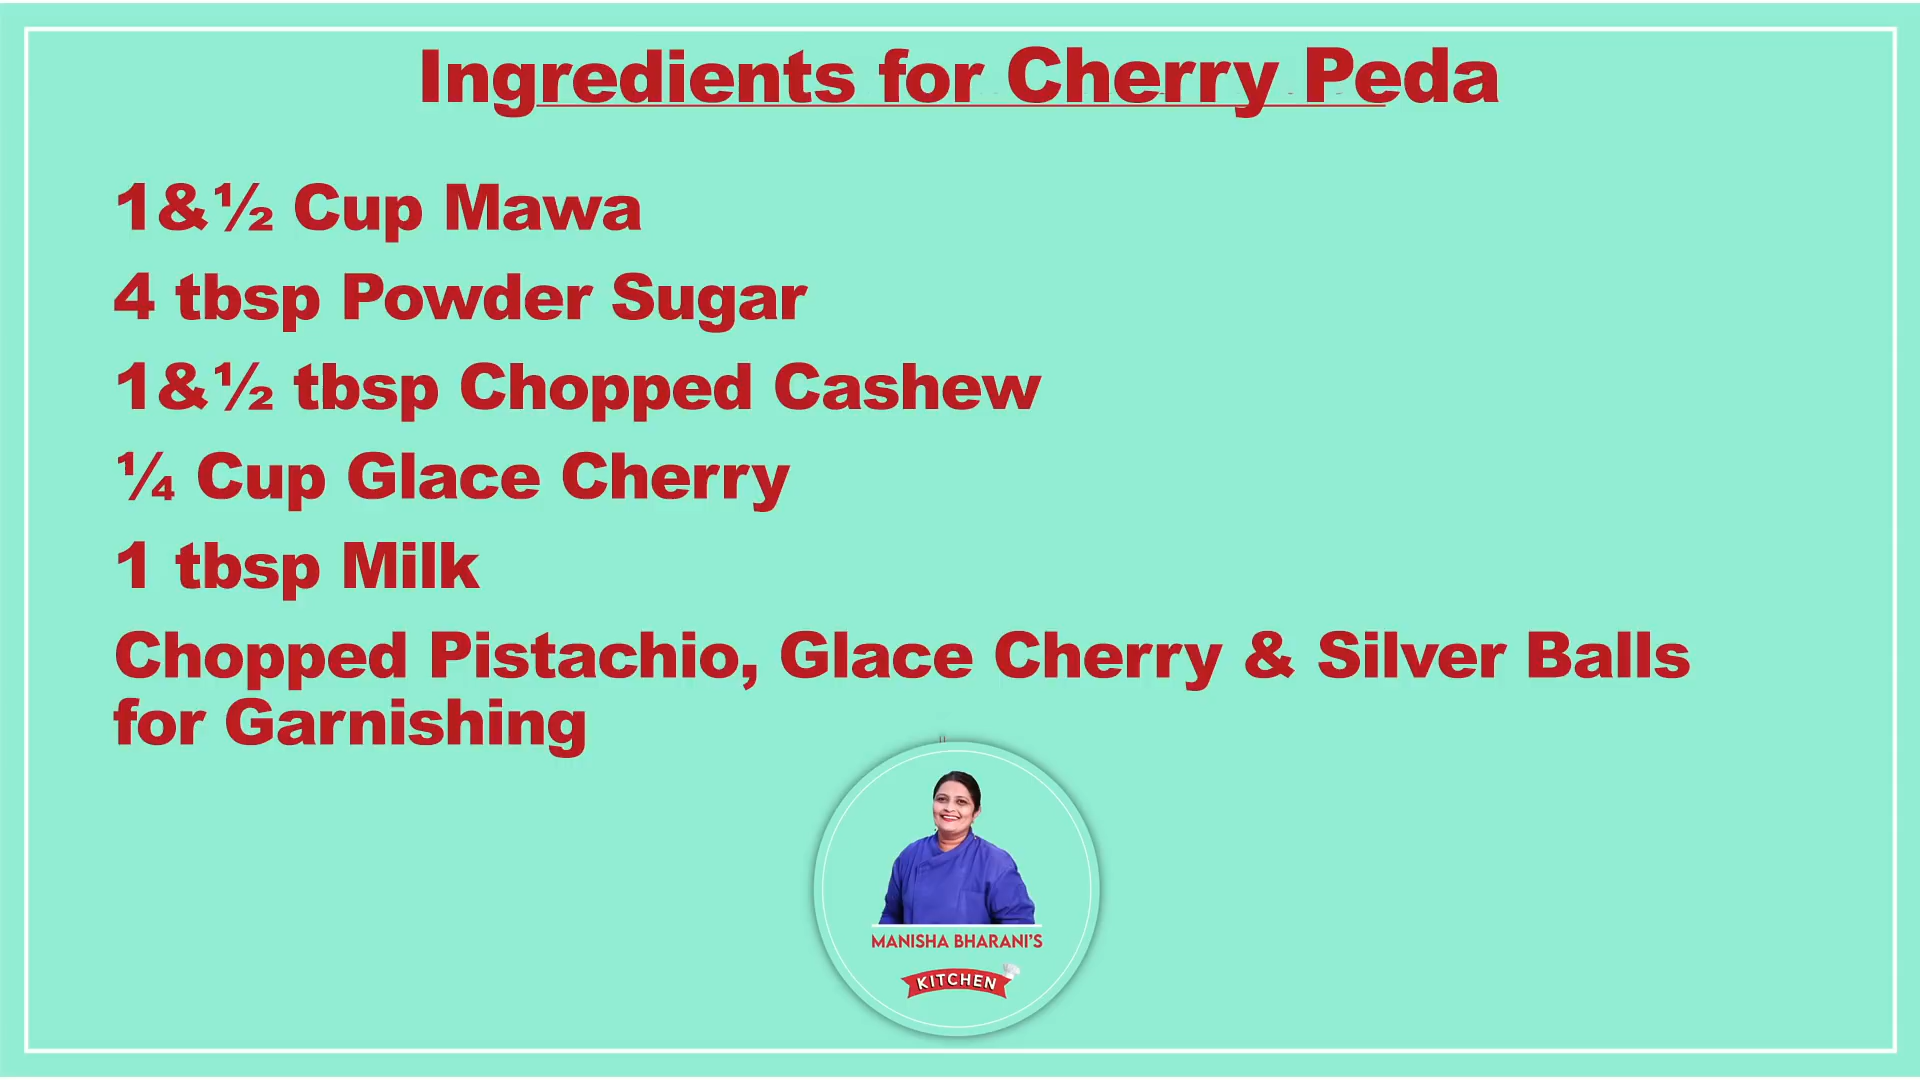 Ingredients for Cherry Peda
1&½ Cup Mawa
4 tbsp Powder Sugar
1&½ tbsp Chopped Cashew
¼ Cup Glace Cherry
1 tbsp Milk
Chopped Pistachio, Glace Cherry & Silver Balls
for Garnishing
MANISHA BHARANI'S
KITCHEN